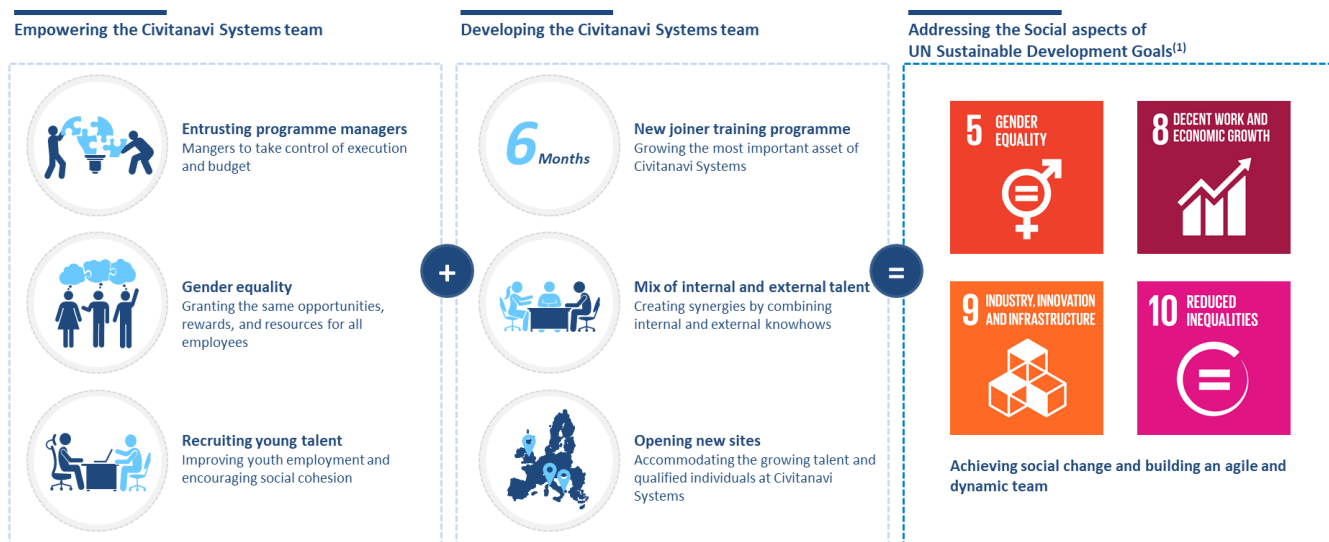 Empowering the Civitanavi Systems team
Entrusting programme managers
Mangers to take control of execution
and budget
Gender equality
Granting the same opportunities,
rewards, and resources for all
employees
Recruiting young talent
Improving youth employment and
encouraging social cohesion
+
Developing the Civitanavi Systems team
6 Months
New joiner training programme
Growing the most important asset of
Civitanavi Systems
Mix of internal and external talent
Creating synergies by combining
internal and external knowhows
Opening new sites
Accommodating the growing talent and
qualified individuals at Civitanavi
Systems
=
Addressing the Social aspects of
UN Sustainable Development Goals(1)
5 GENDER
EQUALITY
8 DECENT WORK AND
ECONOMIC GROWTH
9 INDUSTRY, INNOVATION
AND INFRASTRUCTURE
10 REDUCED
INEQUALITIES
Achieving social change and building an agile and
dynamic team